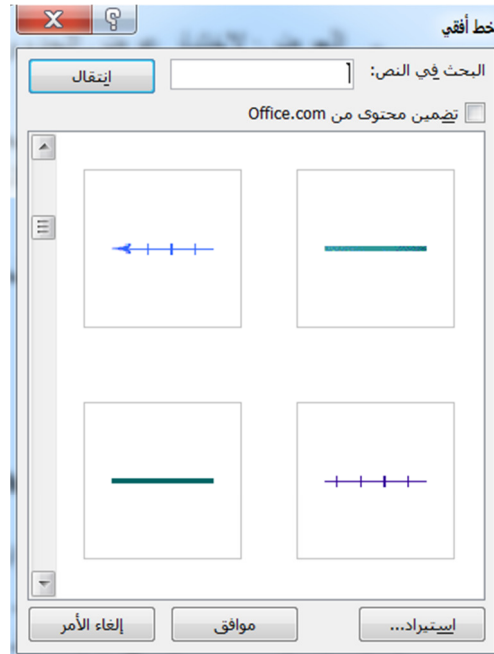 خط أفقي
البحث في النص:
انتقال
تضمين محتوى من Office.com
استيراد...
موافق
إلغاء الأمر